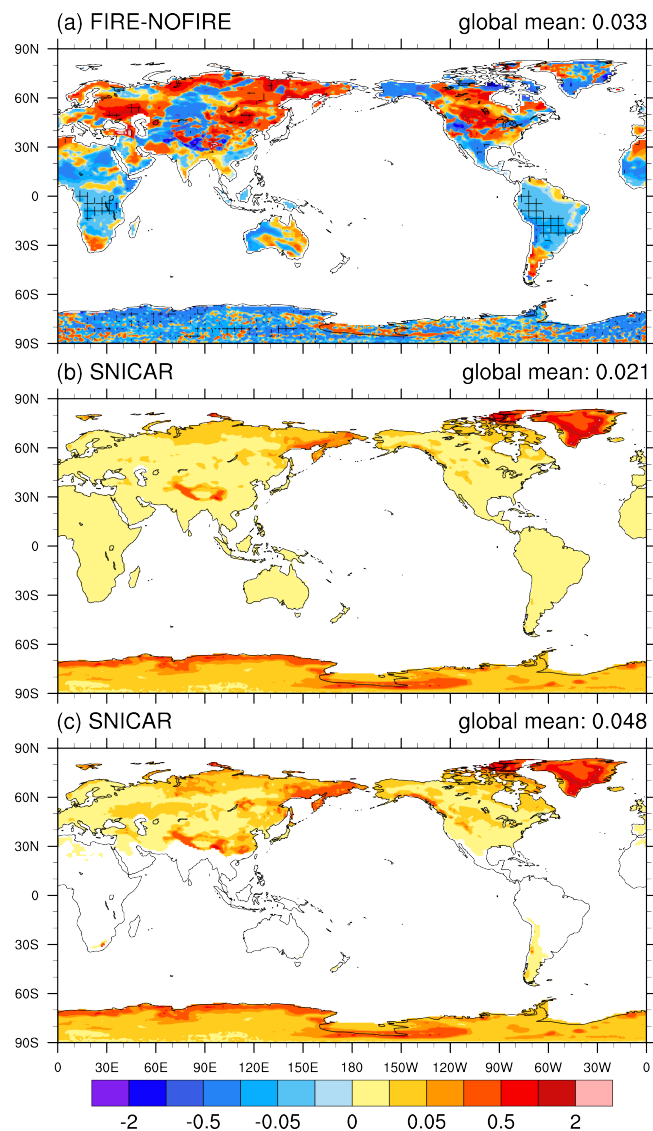 (a) FIRE-NOFIRE global mean: 0.033
90N
60N
30N
0
30S
60S
90S
(b) SNICAR global mean: 0.021
90N
60N
30N
0
30S
60S
90S
(c) SNICAR global mean: 0.048
90N
60N
30N
0
30S
60S
90S
0 30E 60E 90E 120E 150E 180 150W 120W 90W 60W 30W 0
-2 -0.5 -0.05 0 0.05 0.5 2